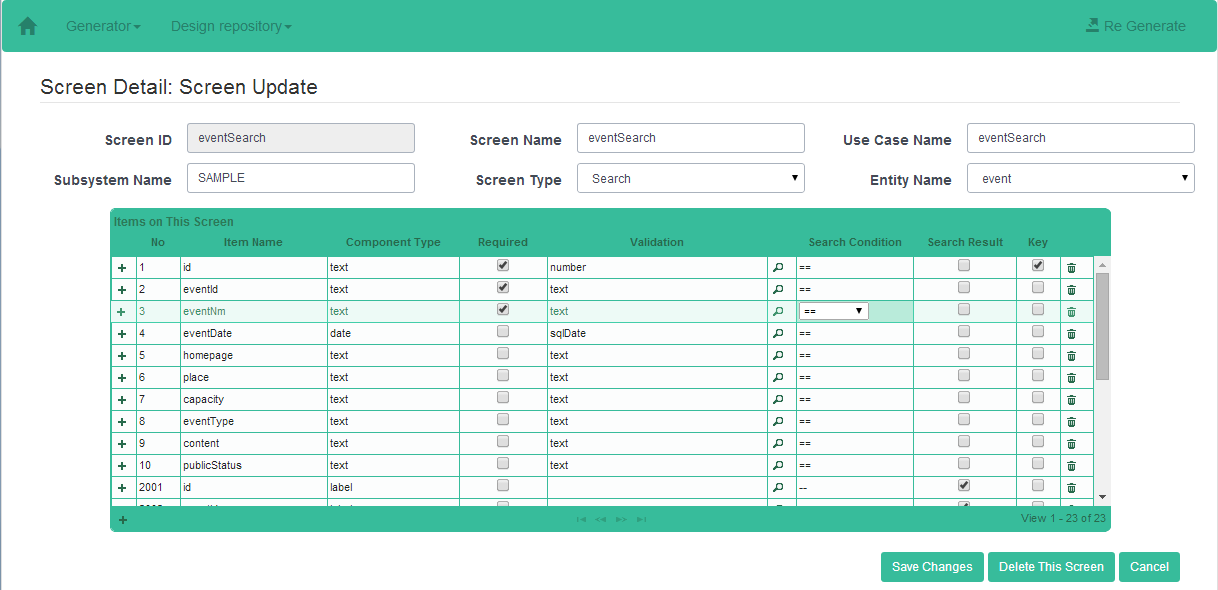 Generator Design repository Re Generate
Screen Detail: Screen Update
Screen ID eventSearch Screen Name eventSearch Use Case Name eventSearch
Subsystem Name SAMPLE Screen Type Search Entity Name event
Items on This Screen
No Item Name Component Type Required Validation Search Condition Search Result Key
1 id text number ==
2 eventId text text ==
3 eventNm text text ==
4 eventDate date sqlDate ==
5 homepage text text ==
6 place text text ==
7 capacity text text ==
8 eventType text text ==
9 content text text ==
10 publicStatus text text ==
2001 id label --
View 1 - 23 of 23
Save Changes Delete This Screen Cancel